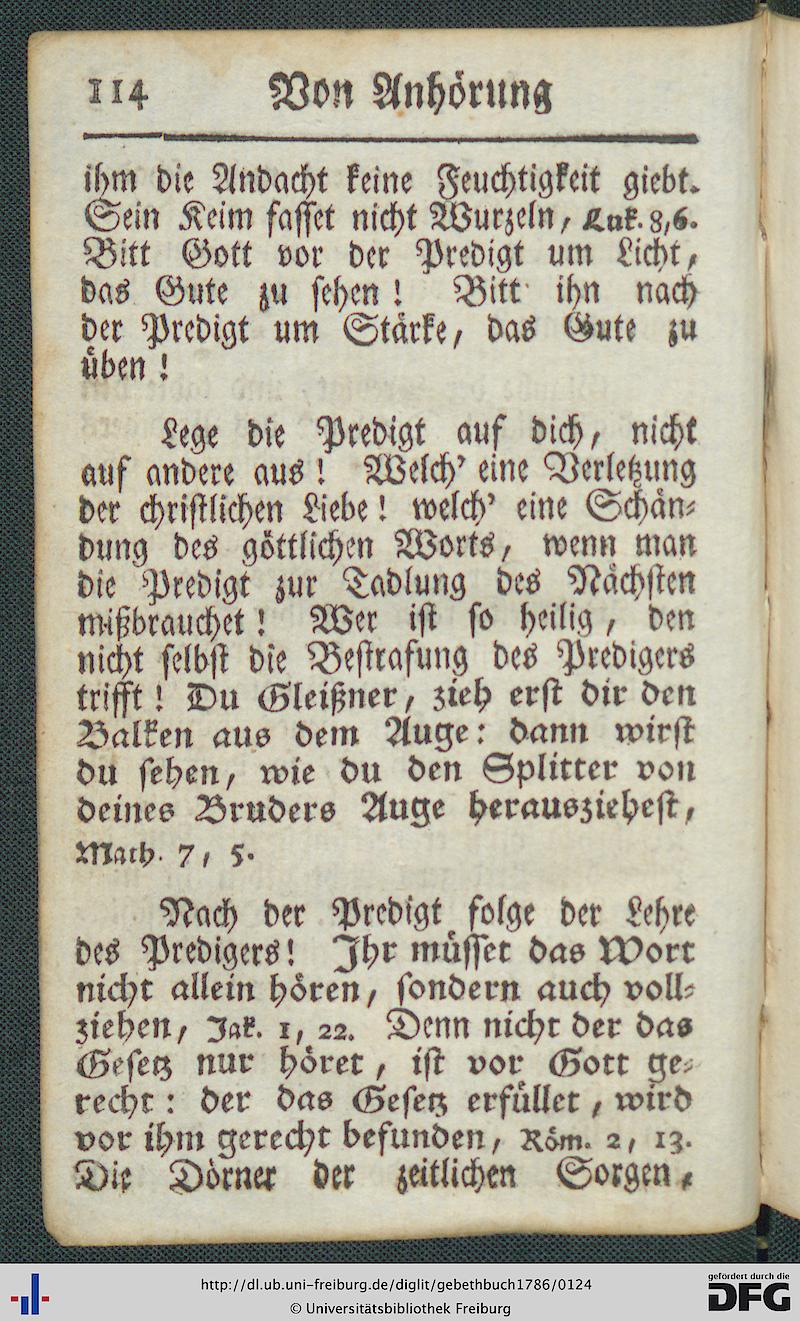 114 Von Anhörung
ihm die Andacht keine Feuchtigkeit giebt.
Sein Keim fasset nicht Wurzeln, Luk. 8,6.
Bitt Gott vor der Predigt um Licht,
das Gute zu sehen! Bitt ihn nach
der Predigt um Stärke, das Gute zu
üben!
Lege die Predigt auf dich, nicht
auf andere aus! Welch' eine Verletzung
der christlichen Liebe! welch' eine Schän-
dung des göttlichen Worts, wenn man
die Predigt zur Tadlung des Nächsten
mißbrauchet! Wer ist so heilig, den
nicht selbst die Bestrafung des Predigers
trifft! Du Gleißner, zieh erst dir den
Balken aus dem Auge: dann wirst
du sehen, wie du den Splitter von
deines Bruders Auge herausziehest,
Math. 7, 5.
Nach der Predigt folge der Lehre
des Predigers! Ihr müsset das Wort
nicht allein hören, sondern auch voll-
ziehen, Jak. 1, 22. Denn nicht der das
Gesetz nur höret, ist vor Gott ge-
recht: der das Gesetz erfüllet, wird
vor ihm gerecht befunden, Röm. 2, 13.
Die Dörner der zeitlichen Sorgen,
http://dl.ub.uni-freiburg.de/diglit/gebethbuch1786/0124
© Universitätsbibliothek Freiburg
gefördert durch die
DFG